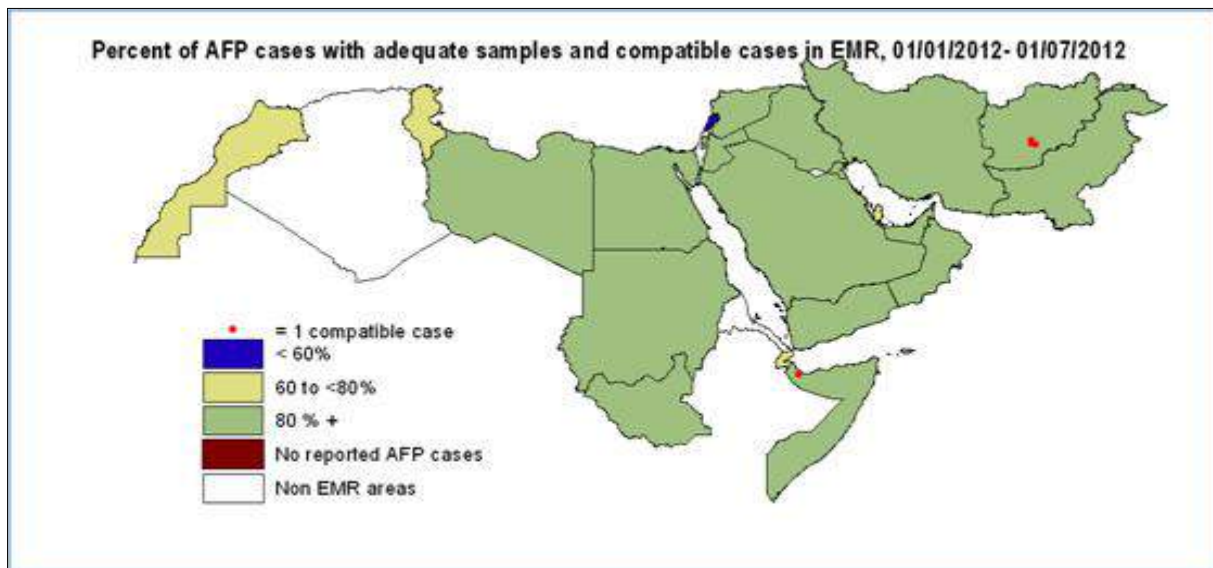 Percent of AFP cases with adequate samples and compatible cases in EMR, 01/01/2012- 01/07/2012
= 1 compatible case
< 60%
60 to <80%
80 % +
No reported AFP cases
Non EMR areas